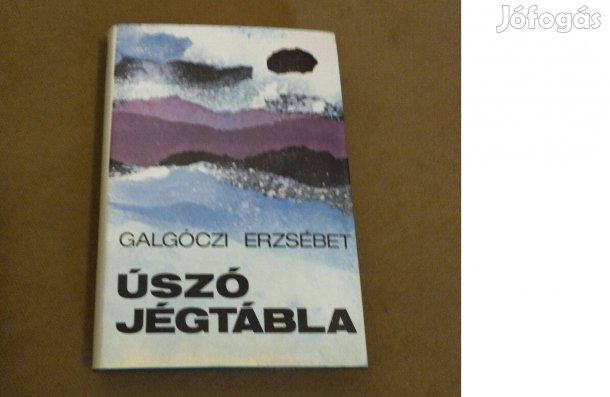 Jófogás
GALGÓCZI ERZSÉBET
ÚSZÓ
JÉGTÁBLA